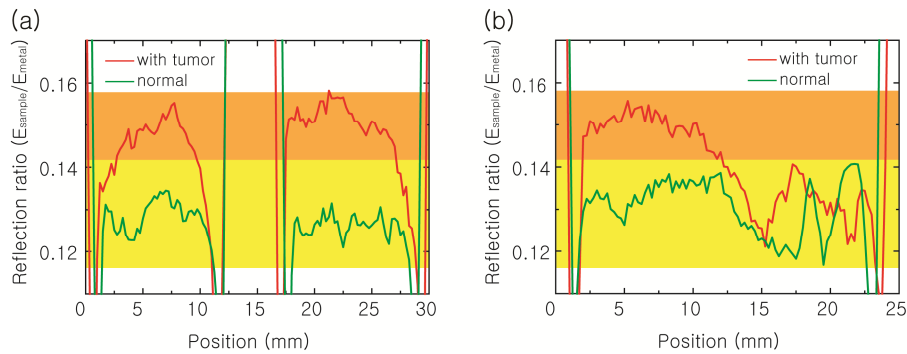 (a)
Reflection ratio (Esample/Emetal)
0.16
0.14
0.12
with tumor
normal
0 5 10 15 20 25 30
Position (mm)
(b)
Reflection ratio (Esample/Emetal)
0.16
0.14
0.12
with tumor
normal
0 5 10 15 20 25
Position (mm)